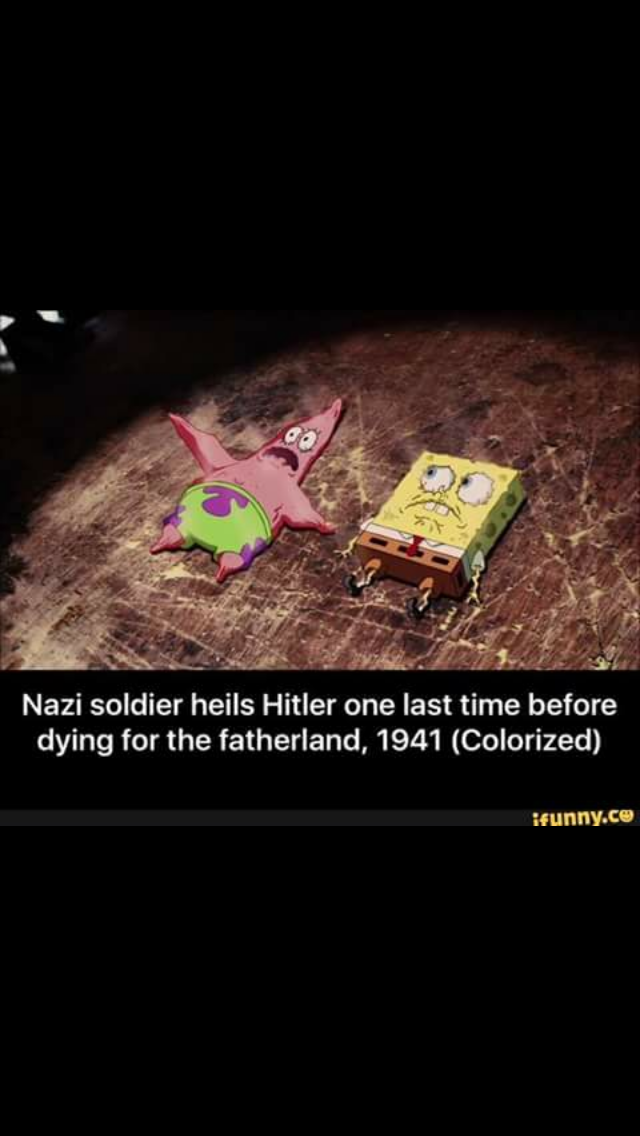 Nazi soldier heils Hitler one last time before
dying for the fatherland, 1941 (Colorized)
ifunny.co